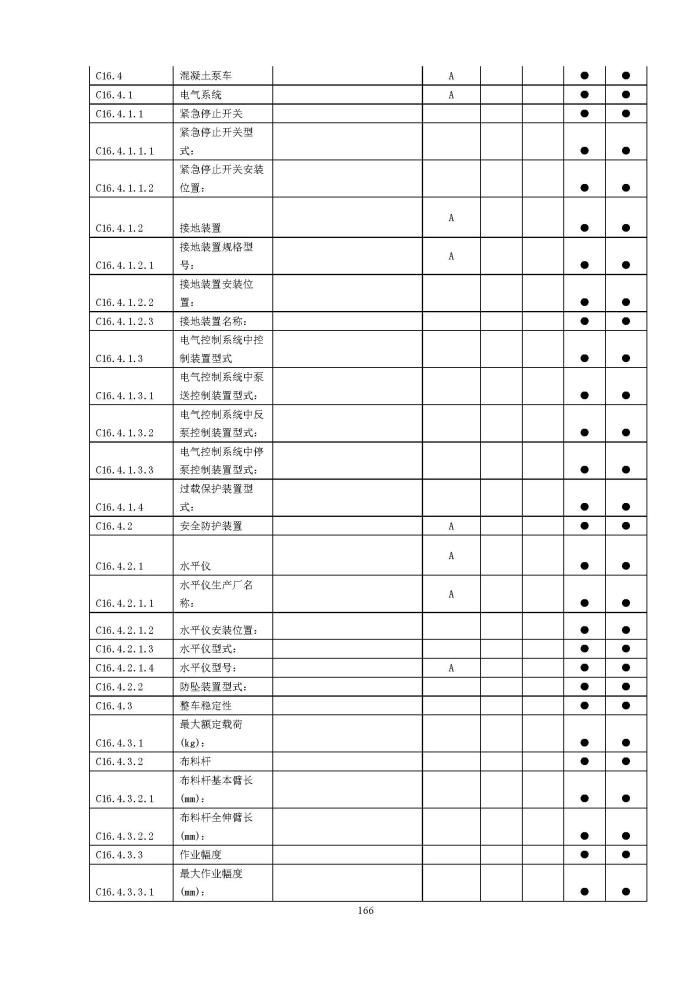 C16.4 混凝土泵车 A ● ●
C16.4.1 电气系统 A ● ●
C16.4.1.1 紧急停止开关 ● ●
紧急停止开关型
C16.4.1.1.1 式: ● ●
紧急停止开关安装
C16.4.1.1.2 位置: ● ●
A
C16.4.1.2 接地装置 ● ●
接地装置规格型
A
C16.4.1.2.1 号: ● ●
接地装置安装位
C16.4.1.2.2 置: ● ●
C16.4.1.2.3 接地装置名称: ● ●
电气控制系统中控
C16.4.1.3 制装置型式 ● ●
电气控制系统中泵
C16.4.1.3.1 送控制装置型式: ● ●
电气控制系统中反
C16.4.1.3.2 泵控制装置型式: ● ●
电气控制系统中停
C16.4.1.3.3 泵控制装置型式: ● ●
过载保护装置型
C16.4.1.4 式: ● ●
C16.4.2 安全防护装置 A ● ●
A
C16.4.2.1 水平仪 ● ●
水平仪生产厂名
A
C16.4.2.1.1 称: ● ●
C16.4.2.1.2 水平仪安装位置: ● ●
C16.4.2.1.3 水平仪型式: ● ●
C16.4.2.1.4 水平仪型号: A ● ●
C16.4.2.2 防坠装置型式: ● ●
C16.4.3 整车稳定性 ● ●
最大额定载荷
C16.4.3.1 (kg): ● ●
C16.4.3.2 布料杆 ● ●
布料杆基本臂长
C16.4.3.2.1 (mm): ● ●
布料杆全伸臂长
C16.4.3.2.2 (mm): ● ●
C16.4.3.3 作业幅度 ● ●
最大作业幅度
C16.4.3.3.1 (mm): ● ●
166